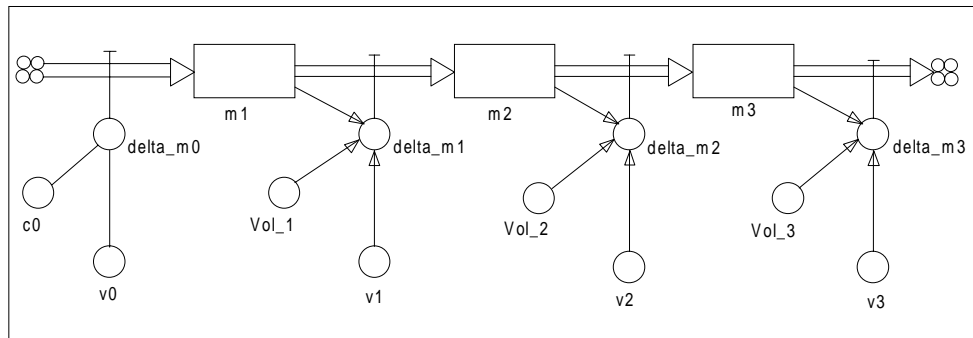 m1
m2
m3
delta_m0
delta_m1
delta_m2
delta_m3
c0
Vol_1
Vol_2
Vol_3
v0
v1
v2
v3